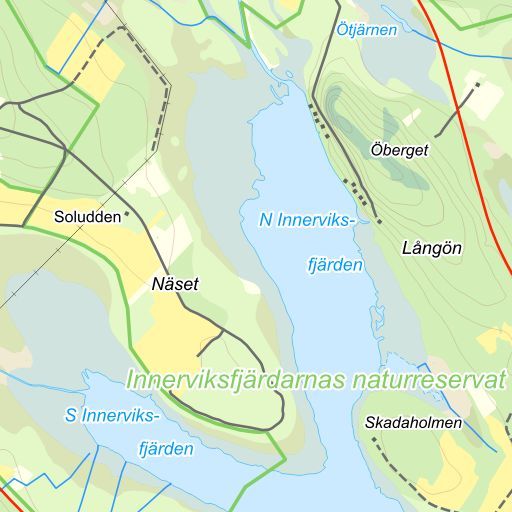 Ötjärnen
Öberget
Soludden
N Innerviks-
fjärden
Långön
Näset
Innerviksfjärdarnas naturreservat
S Innerviks-
fjärden
Skadaholmen